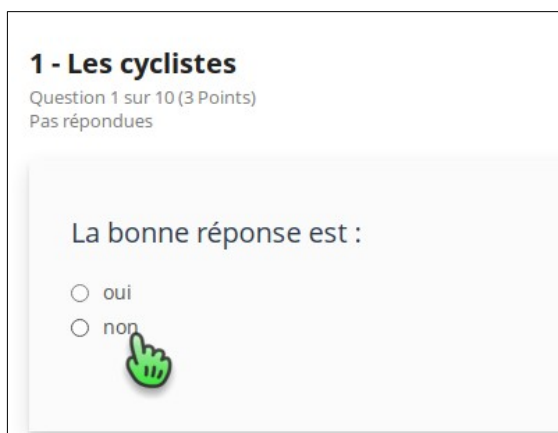 1 - Les cyclistes
Question 1 sur 10 (3 Points)
Pas répondues
La bonne réponse est :
oui
non